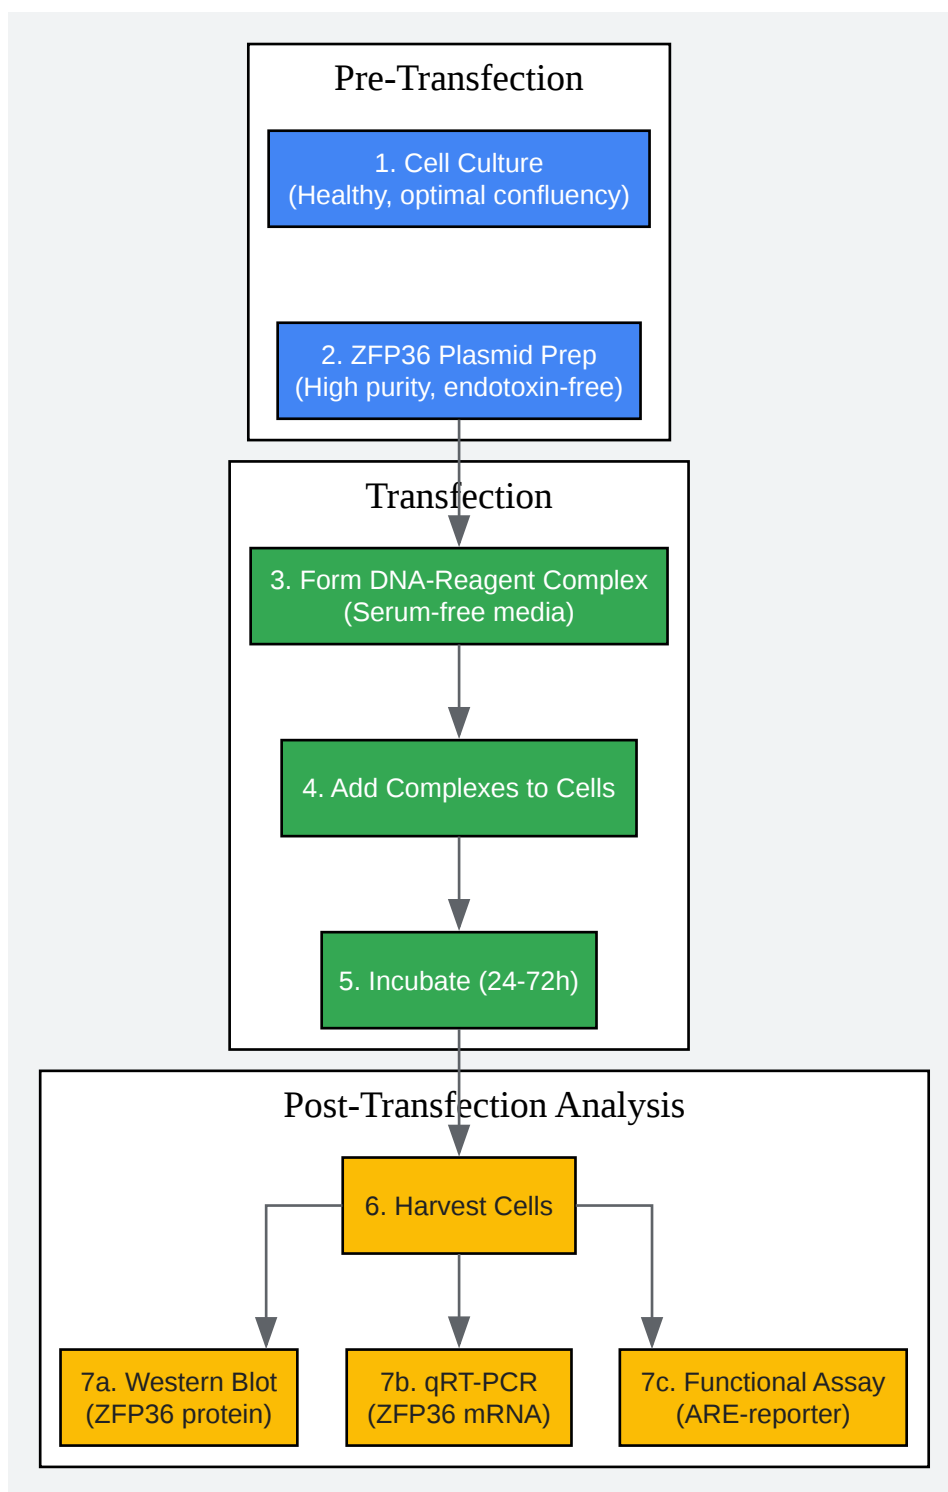 Pre-Transfection
1. Cell Culture
(Healthy, optimal confluency)
2. ZFP36 Plasmid Prep
(High purity, endotoxin-free)
Transfection
3. Form DNA-Reagent Complex
(Serum-free media)
4. Add Complexes to Cells
5. Incubate (24-72h)
Post-Transfection Analysis
6. Harvest Cells
7a. Western Blot
(ZFP36 protein)
7b. qRT-PCR
(ZFP36 mRNA)
7c. Functional Assay
(ARE-reporter)